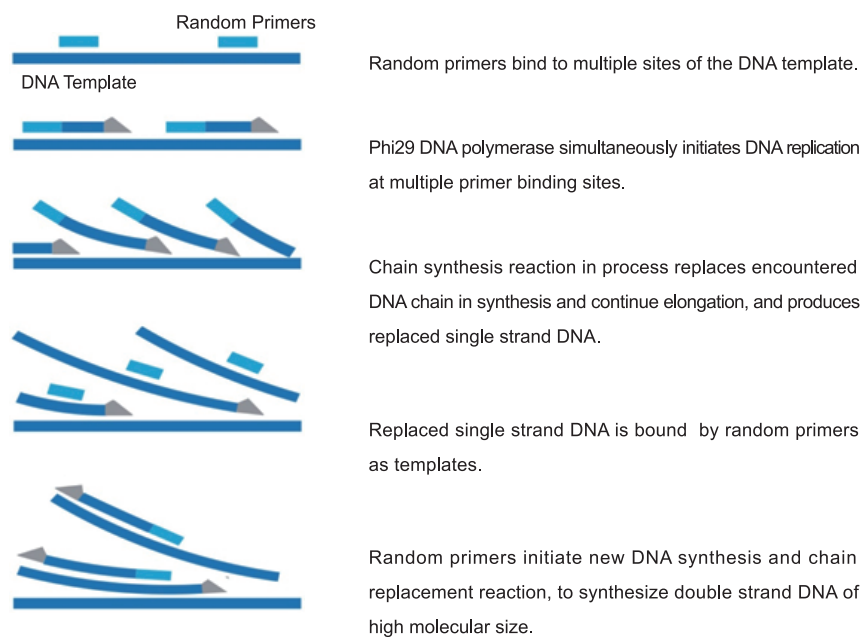 Random Primers
DNA Template
Random primers bind to multiple sites of the DNA template.
Phi29 DNA polymerase simultaneously initiates DNA replication
at multiple primer binding sites.
Chain synthesis reaction in process replaces encountered
DNA chain in synthesis and continue elongation, and produces
replaced single strand DNA.
Replaced single strand DNA is bound by random primers
as templates.
Random primers initiate new DNA synthesis and chain
replacement reaction, to synthesize double strand DNA of
high molecular size.